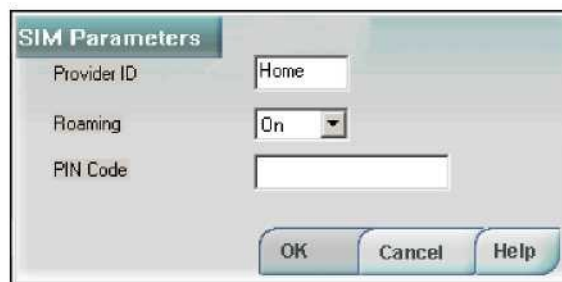 SIM Parameters
Provider ID Home
Roaming On
PIN Code
OK Cancel Help